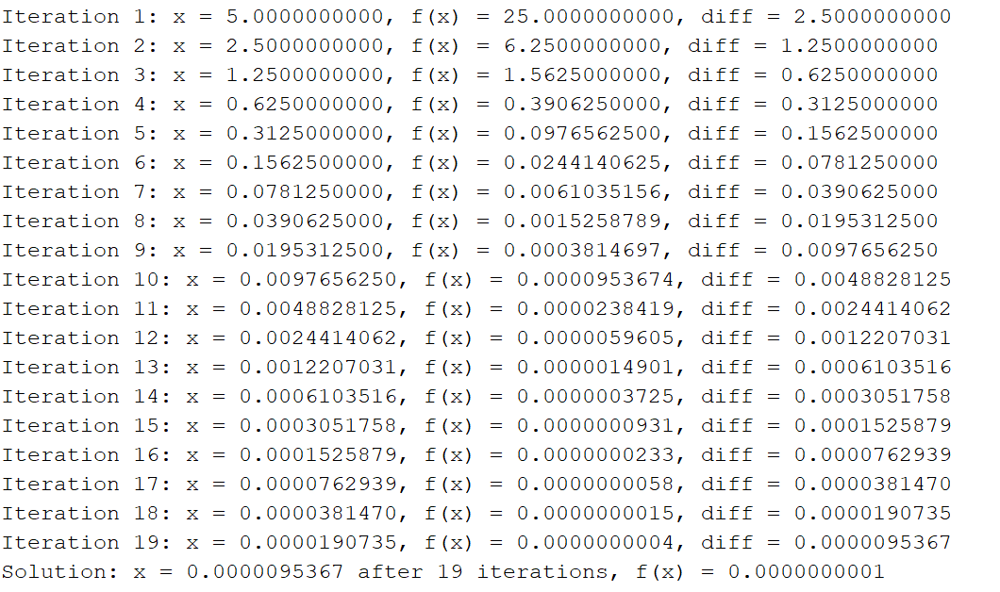 Iteration 1: x = 5.0000000000, f(x) = 25.0000000000, diff = 2.5000000000
Iteration 2: x = 2.5000000000, f(x) = 6.2500000000, diff = 1.2500000000
Iteration 3: x = 1.2500000000, f(x) = 1.5625000000, diff = 0.6250000000
Iteration 4: x = 0.6250000000, f(x) = 0.3906250000, diff = 0.3125000000
Iteration 5: x = 0.3125000000, f(x) = 0.0976562500, diff = 0.1562500000
Iteration 6: x = 0.1562500000, f(x) = 0.0244140625, diff = 0.0781250000
Iteration 7: x = 0.0781250000, f(x) = 0.0061035156, diff = 0.0390625000
Iteration 8: x = 0.0390625000, f(x) = 0.0015258789, diff = 0.0195312500
Iteration 9: x = 0.0195312500, f(x) = 0.0003814697, diff = 0.0097656250
Iteration 10: x = 0.0097656250, f(x) = 0.0000953674, diff = 0.0048828125
Iteration 11: x = 0.0048828125, f(x) = 0.0000238419, diff = 0.0024414062
Iteration 12: x = 0.0024414062, f(x) = 0.0000059605, diff = 0.0012207031
Iteration 13: x = 0.0012207031, f(x) = 0.0000014901, diff = 0.0006103516
Iteration 14: x = 0.0006103516, f(x) = 0.0000003725, diff = 0.0003051758
Iteration 15: x = 0.0003051758, f(x) = 0.0000000931, diff = 0.0001525879
Iteration 16: x = 0.0001525879, f(x) = 0.0000000233, diff = 0.0000762939
Iteration 17: x = 0.0000762939, f(x) = 0.0000000058, diff = 0.0000381470
Iteration 18: x = 0.0000381470, f(x) = 0.0000000015, diff = 0.0000190735
Iteration 19: x = 0.0000190735, f(x) = 0.0000000004, diff = 0.0000095367
Solution: x = 0.0000095367 after 19 iterations, f(x) = 0.0000000001